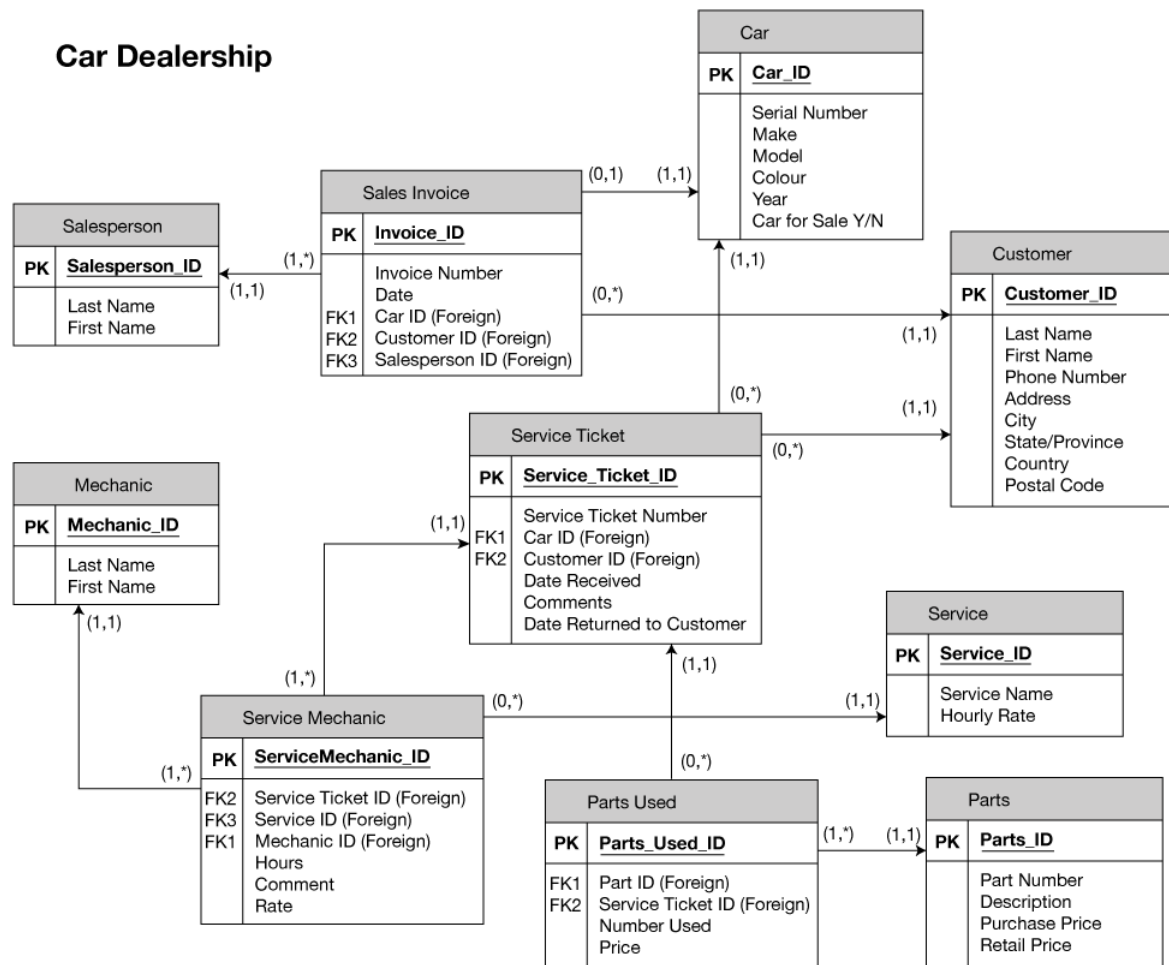 Car Dealership
Car
PK Car_ID
Serial Number
Make
Model
Colour
Year
Car for Sale Y/N
(0,1) (1,1)
Sales Invoice
PK Invoice_ID
Invoice Number
Date
FK1 Car ID (Foreign)
FK2 Customer ID (Foreign)
FK3 Salesperson ID (Foreign)
Salesperson
PK Salesperson_ID
Last Name
First Name
(1,*)
(1,1)
(1,1)
(0,*)
(1,1)
Customer
PK Customer_ID
Last Name
First Name
Phone Number
Address
City
State/Province
Country
Postal Code
(0,*)
(1,1)
(0,*)
Service Ticket
PK Service_Ticket_ID
Service Ticket Number
FK1 Car ID (Foreign)
FK2 Customer ID (Foreign)
Date Received
Comments
Date Returned to Customer
Mechanic
PK Mechanic_ID
Last Name
First Name
(1,1)
(1,1)
(1,*)
(1,1)
Service
PK Service_ID
Service Name
Hourly Rate
(0,*)
(1,1)
Service Mechanic
PK ServiceMechanic_ID
FK2 Service Ticket ID (Foreign)
FK3 Service ID (Foreign)
FK1 Mechanic ID (Foreign)
Hours
Comment
Rate
(1,*)
(0,*)
Parts Used
PK Parts_Used_ID
FK1 Part ID (Foreign)
FK2 Service Ticket ID (Foreign)
Number Used
Price
(1,*) (1,1)
Parts
PK Parts_ID
Part Number
Description
Purchase Price
Retail Price